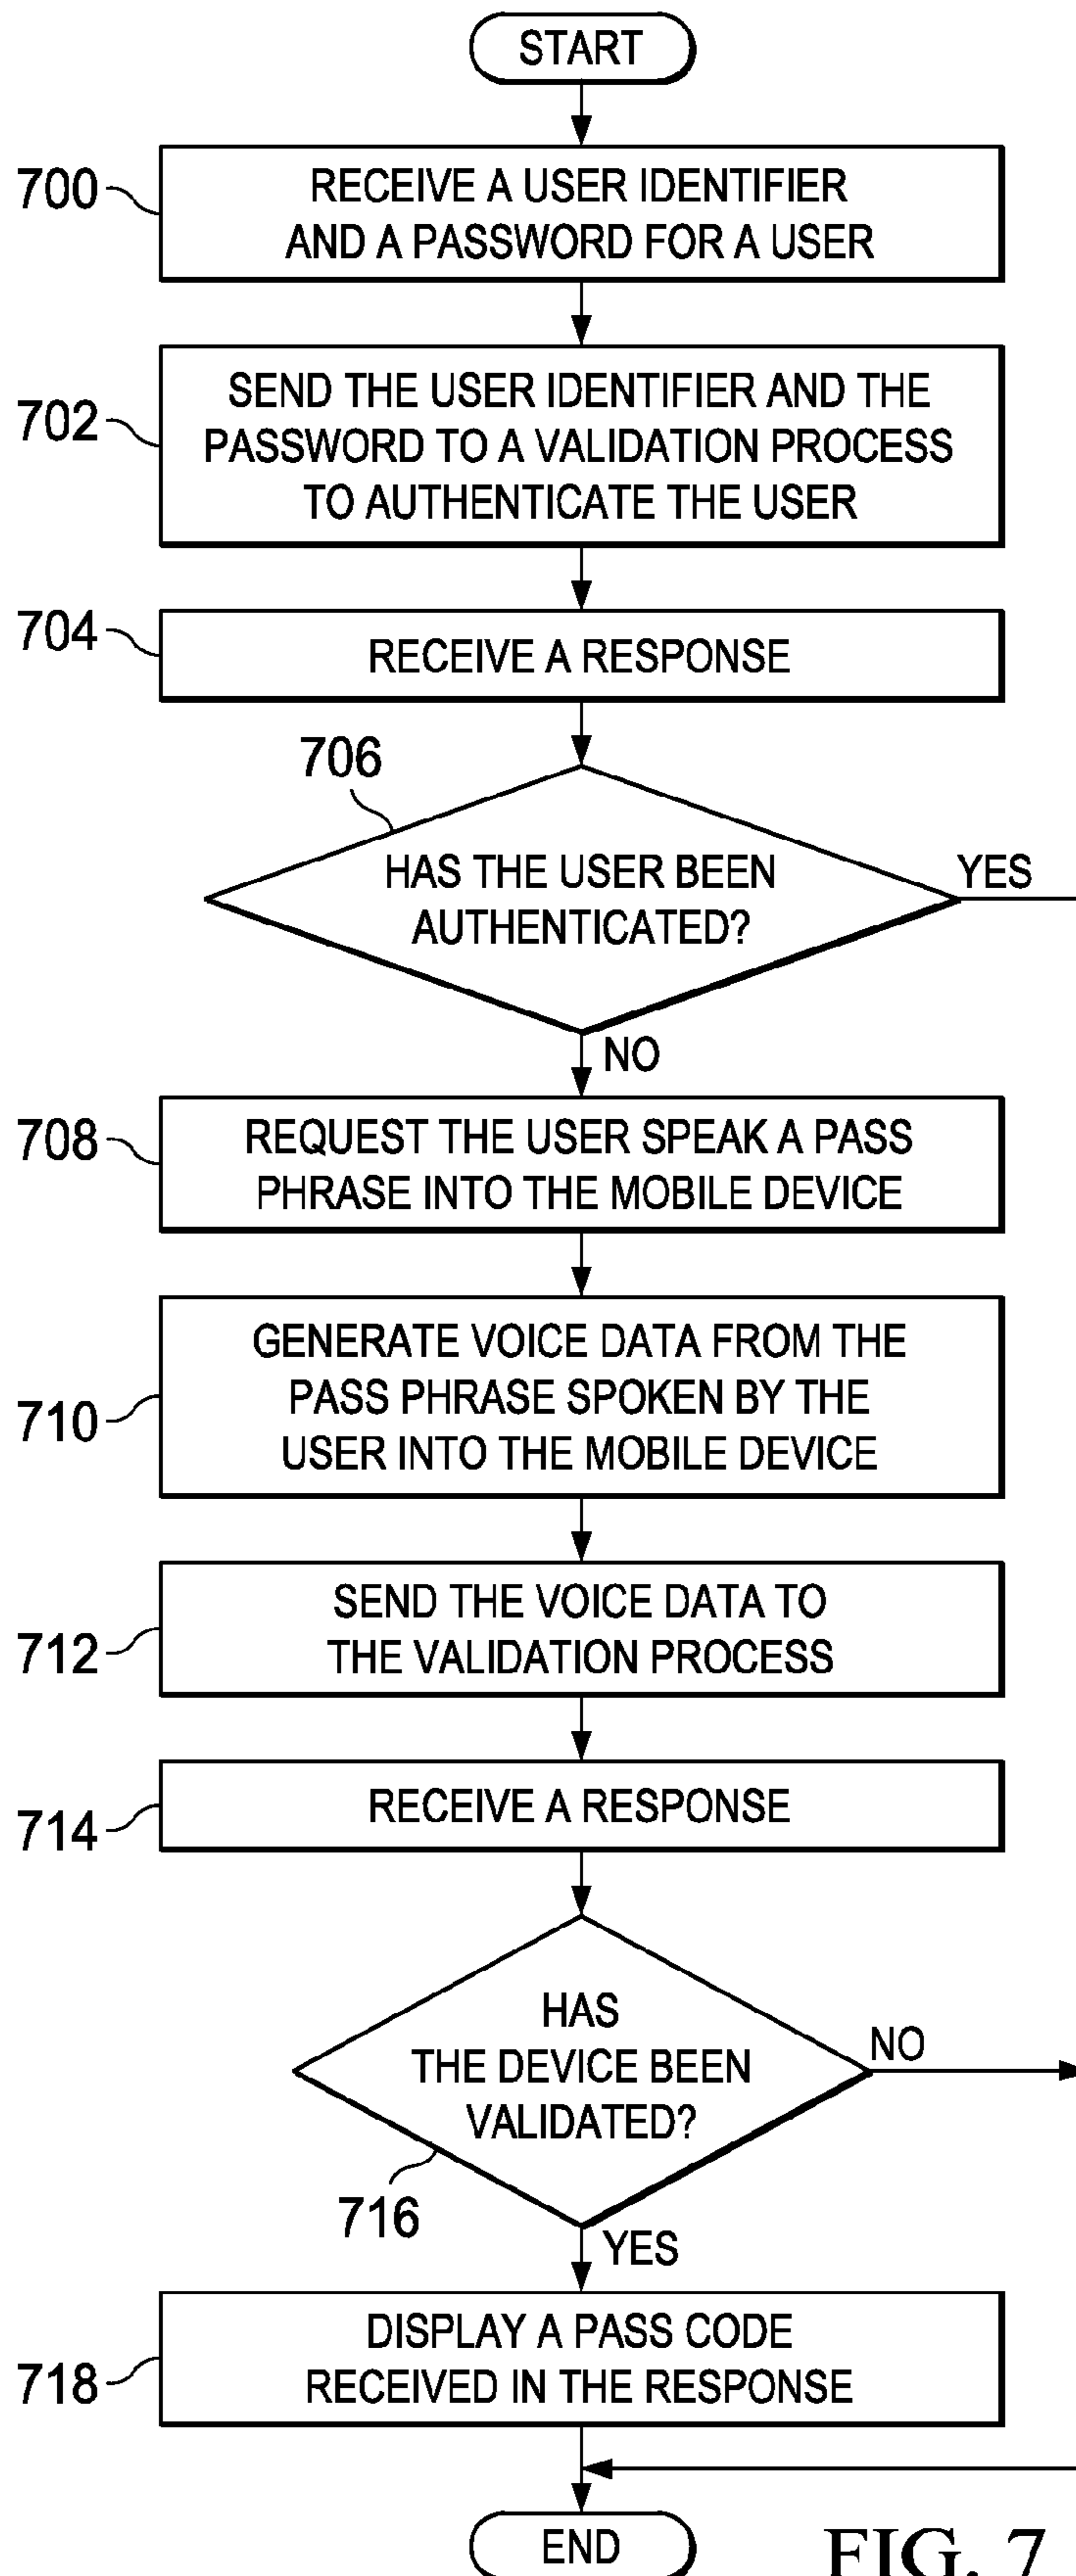 START
700
RECEIVE A USER IDENTIFIER
AND A PASSWORD FOR A USER
702
SEND THE USER IDENTIFIER AND THE
PASSWORD TO A VALIDATION PROCESS
TO AUTHENTICATE THE USER
704
RECEIVE A RESPONSE
706
HAS THE USER BEEN
AUTHENTICATED?
YES
NO
708
REQUEST THE USER SPEAK A PASS
PHRASE INTO THE MOBILE DEVICE
710
GENERATE VOICE DATA FROM THE
PASS PHRASE SPOKEN BY THE
USER INTO THE MOBILE DEVICE
712
SEND THE VOICE DATA TO
THE VALIDATION PROCESS
714
RECEIVE A RESPONSE
HAS
THE DEVICE BEEN
VALIDATED?
NO
716
YES
718
DISPLAY A PASS CODE
RECEIVED IN THE RESPONSE
END
FIG. 7